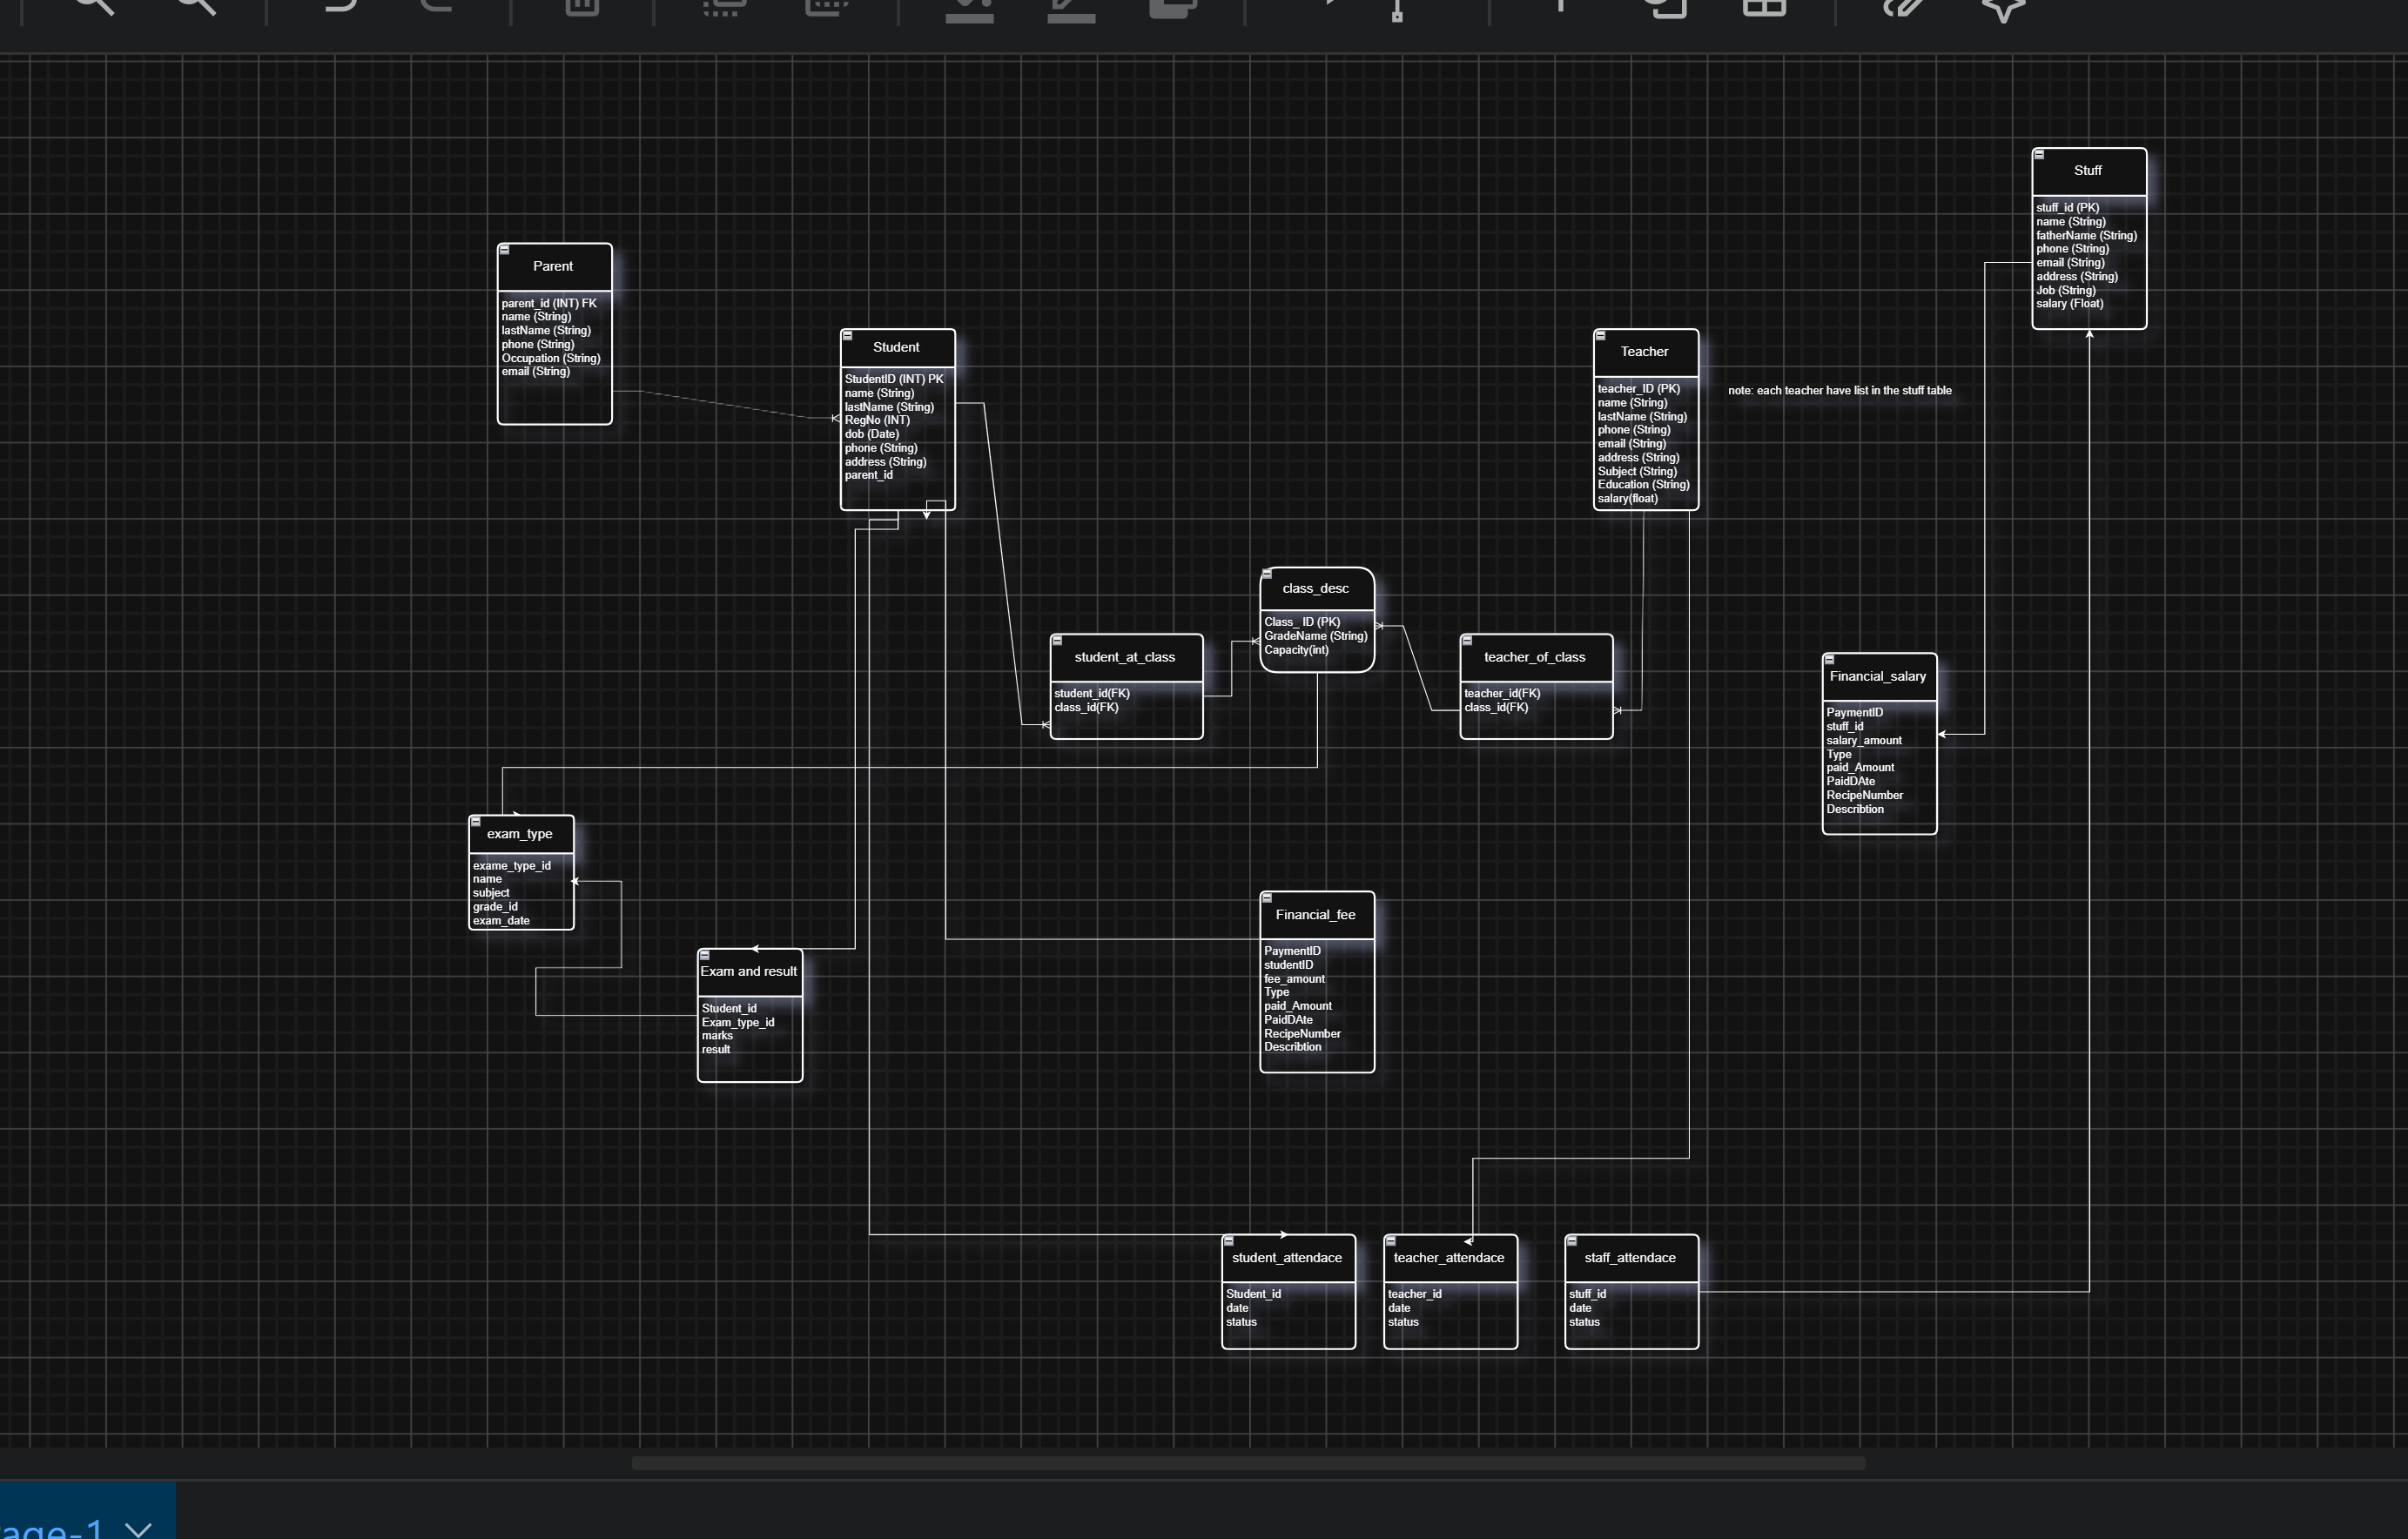 Stuff
stuff_id (PK)
name (String)
fatherName (String)
phone (String)
email (String)
address (String)
Job (String)
salary (Float)
Parent
parent_id (INT) FK
name (String)
lastName (String)
phone (String)
Occupation (String)
email (String)
Student
StudentID (INT) PK
name (String)
lastName (String)
RegNo (INT)
dob (Date)
phone (String)
address (String)
parent_id
Teacher
teacher_ID (PK)
name (String)
lastName (String)
phone (String)
email (String)
address (String)
Subject (String)
Education (String)
salary(float)
note: each teacher have list in the stuff table
class_desc
Class_ ID (PK)
GradeName (String)
Capacity(int)
student_at_class
student_id(FK)
class_id(FK)
teacher_of_class
teacher_id(FK)
class_id(FK)
Financial_salary
PaymentID
stuff_id
salary_amount
Type
paid_Amount
PaidDAte
RecipeNumber
Describtion
exam_type
exame_type_id
name
subject
grade_id
exam_date
Financial_fee
PaymentID
studentID
fee_amount
Type
paid_Amount
PaidDAte
RecipeNumber
Describtion
Exam and result
Student_id
Exam_type_id
marks
result
student_attendace
Student_id
date
status
teacher_attendace
teacher_id
date
status
staff_attendace
stuff_id
date
status
age-1